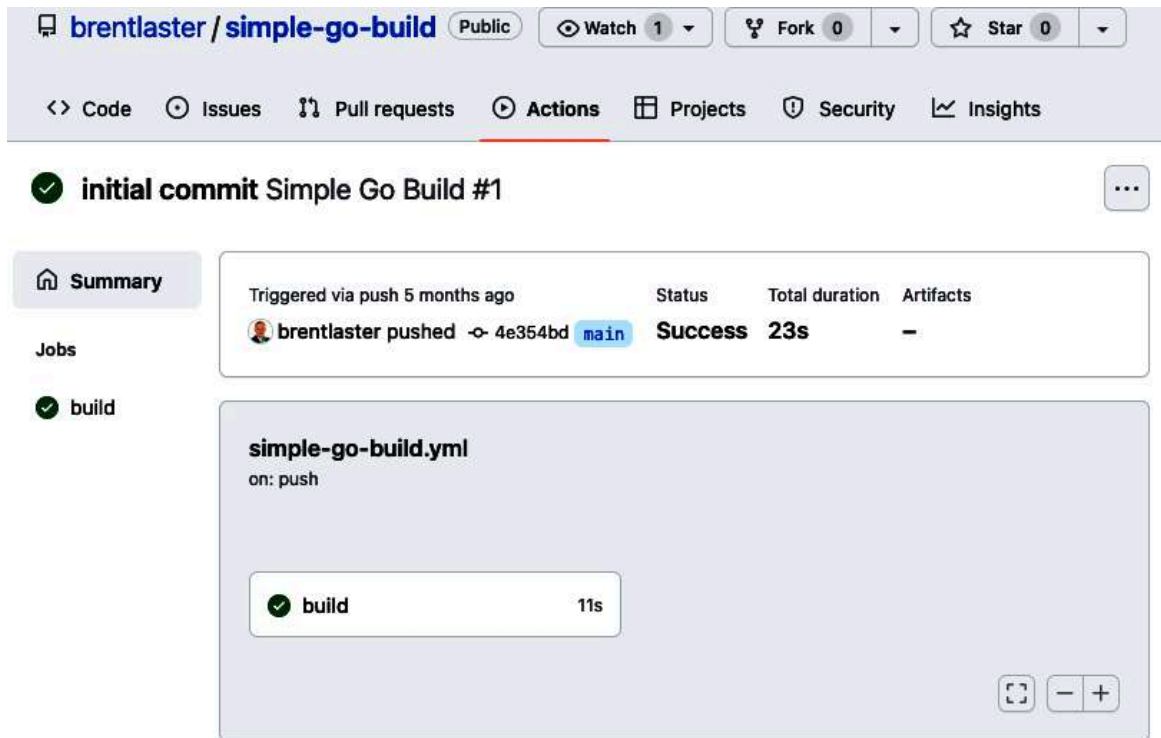 brentlaster / simple-go-build Public Watch 1 Fork 0 Star 0
<> Code Issues Pull requests Actions Projects Security Insights
initial commit Simple Go Build #1
...
Summary
Triggered via push 5 months ago Status Total duration Artifacts
brentlaster pushed 4e354bd main Success 23s –
Jobs
build
simple-go-build.yml
on: push
build 11s